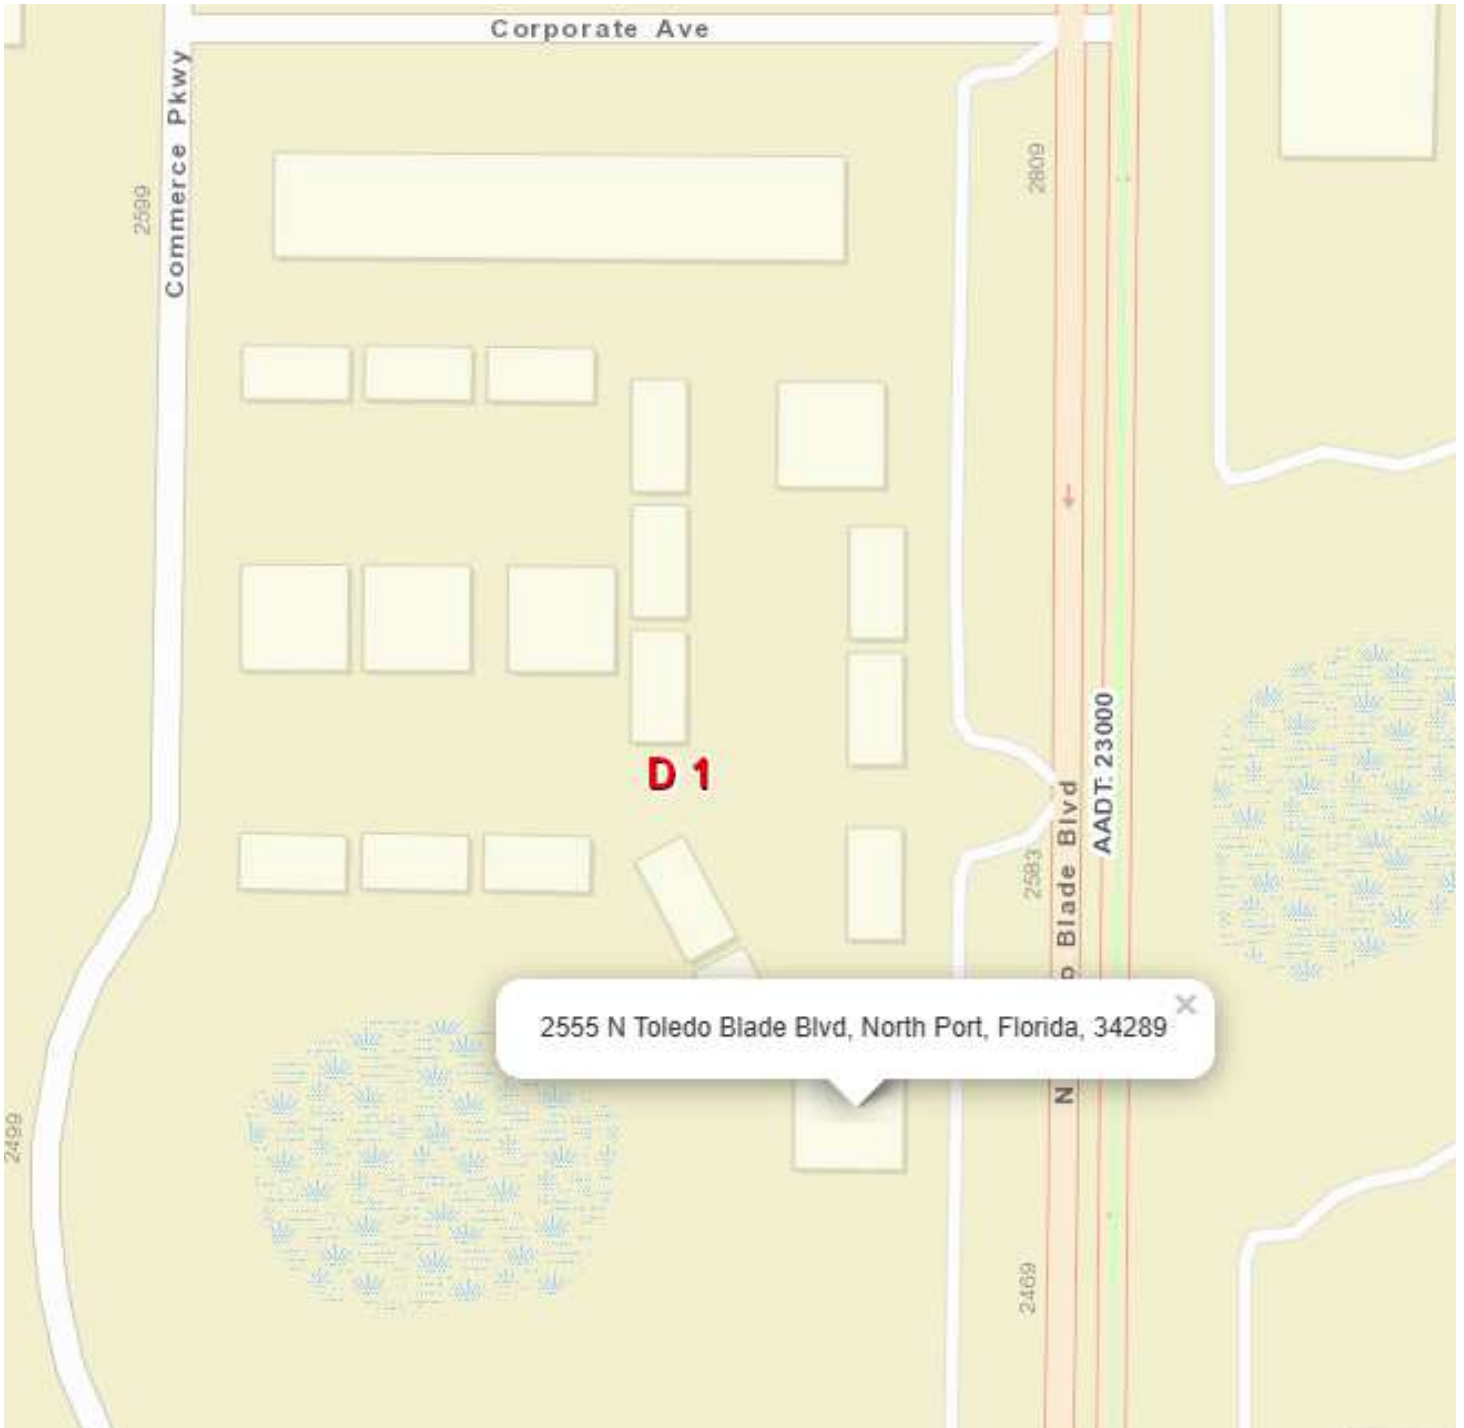 Corporate Ave
Commerce Pkwy
2599
2809
D 1
AADT: 23000
N
o Blade Blvd
2583
2555 N Toledo Blade Blvd, North Port, Florida, 34289
×
2499
2469